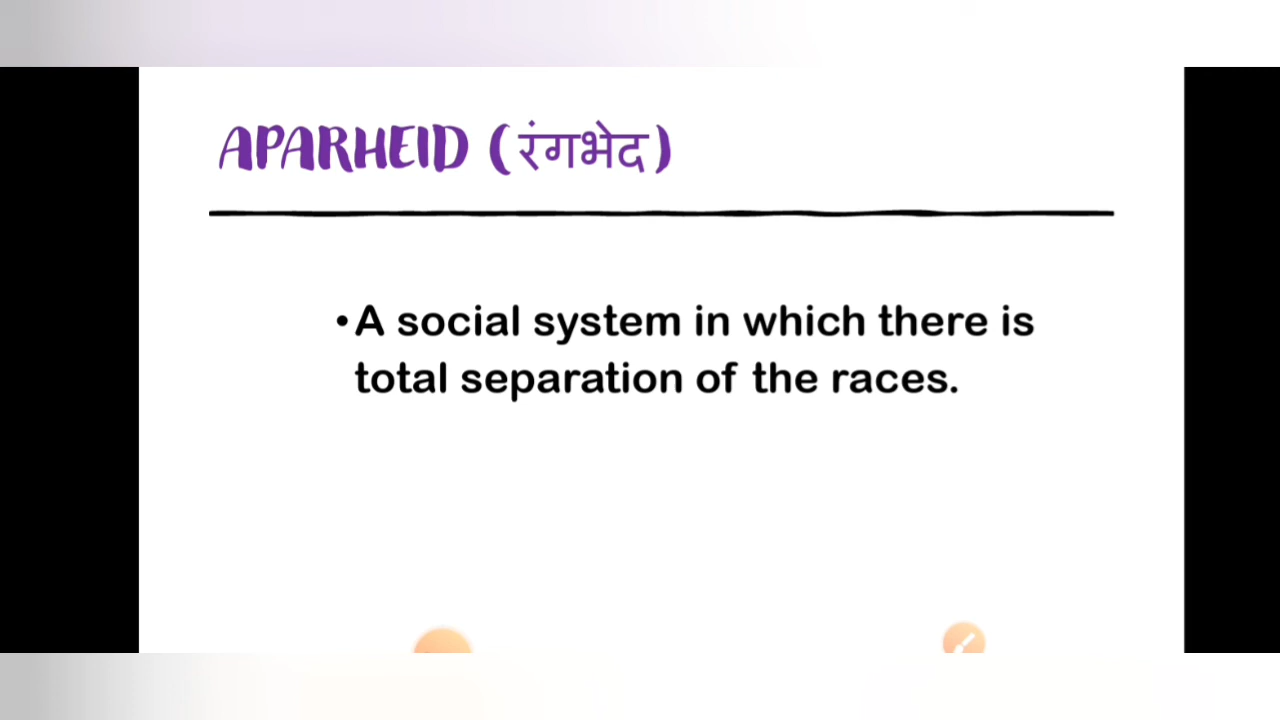 APARHEID (रंगभेद)
•A social system in which there is
total separation of the races.